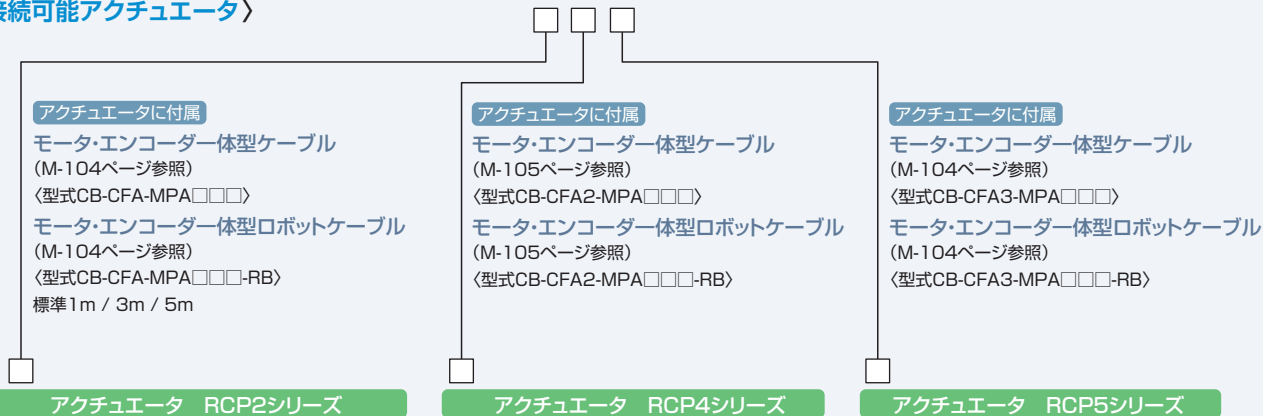 接続可能アクチュエータ〉
アクチュエータに付属
モータ・エンコーダ一体型ケーブル
(M-104ページ参照)
〈型式CB-CFA-MPA□□□〉
モータ・エンコーダ一体型ロボットケーブル
(M-104ページ参照)
〈型式CB-CFA-MPA□□□-RB〉
標準1m / 3m / 5m
アクチュエータ RCP2シリーズ
アクチュエータに付属
モータ・エンコーダ一体型ケーブル
(M-105ページ参照)
〈型式CB-CFA2-MPA□□□〉
モータ・エンコーダ一体型ロボットケーブル
(M-105ページ参照)
〈型式CB-CFA2-MPA□□□-RB〉
アクチュエータ RCP4シリーズ
アクチュエータに付属
モータ・エンコーダ一体型ケーブル
(M-104ページ参照)
〈型式CB-CFA3-MPA□□□〉
モータ・エンコーダ一体型ロボットケーブル
(M-104ページ参照)
〈型式CB-CFA3-MPA□□□-RB〉
アクチュエータ RCP5シリーズ